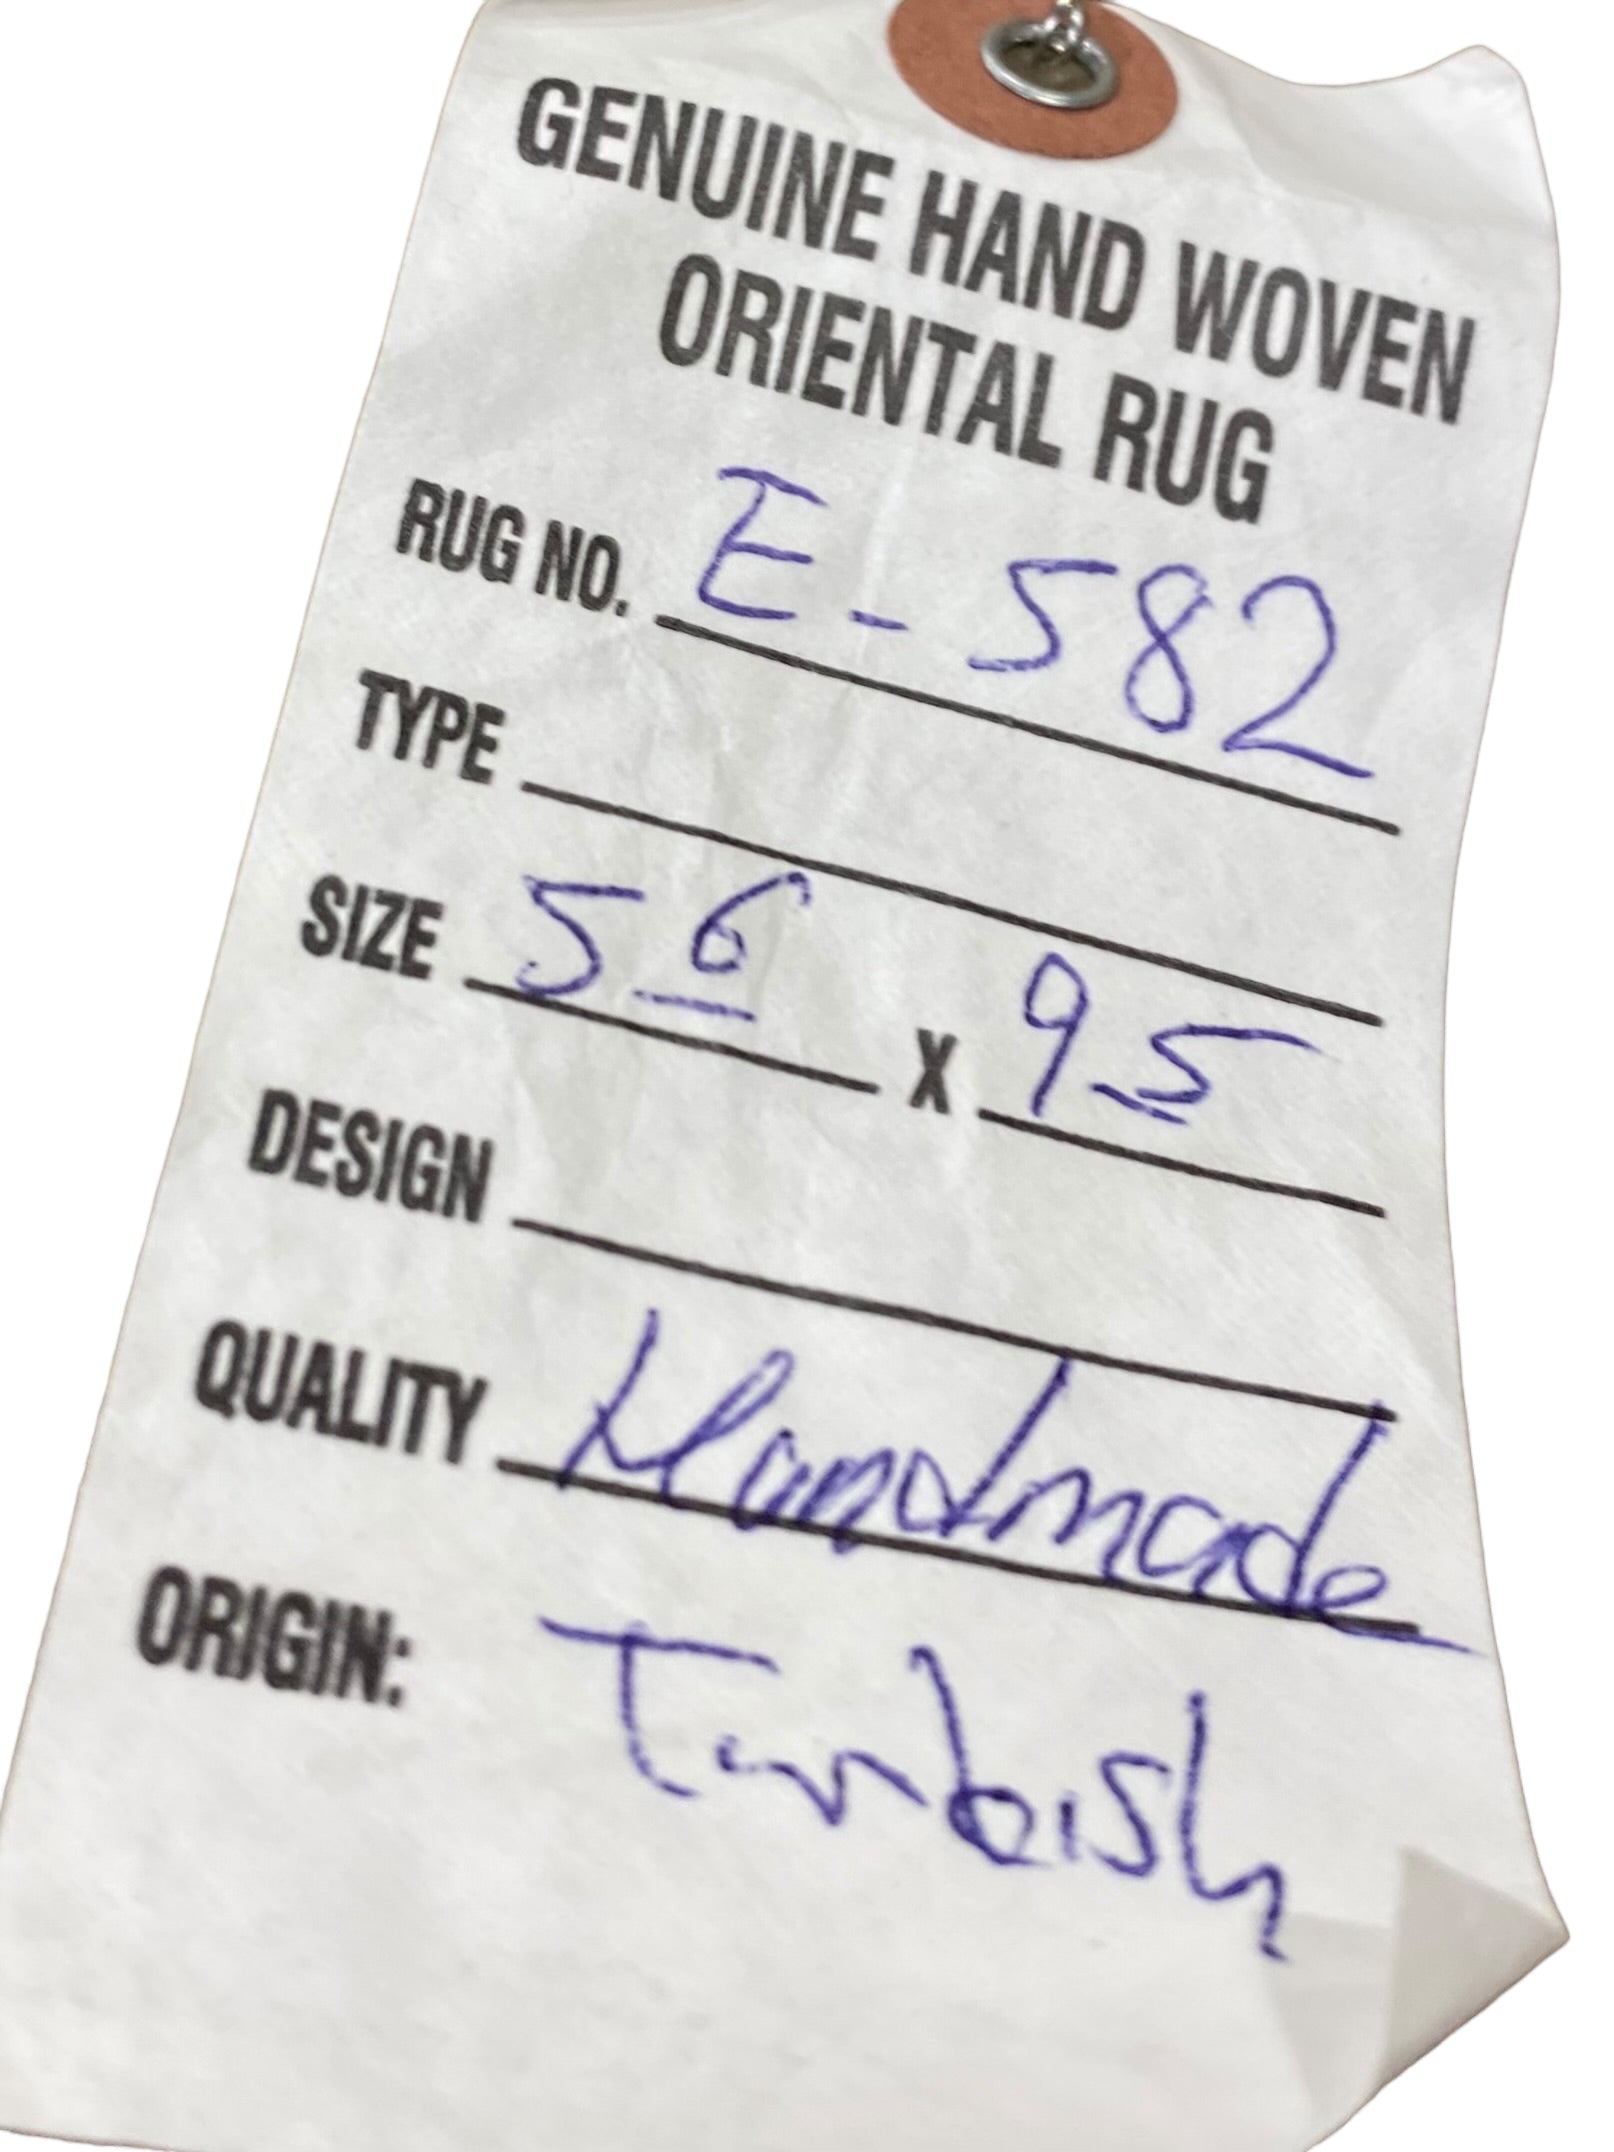 GENUINE HAND WOVEN
ORIENTAL RUG
RUG NO. E-582
TYPE
SIZE 5 6 X 9 5
DESIGN
QUALITY Handmade
ORIGIN: Turkish